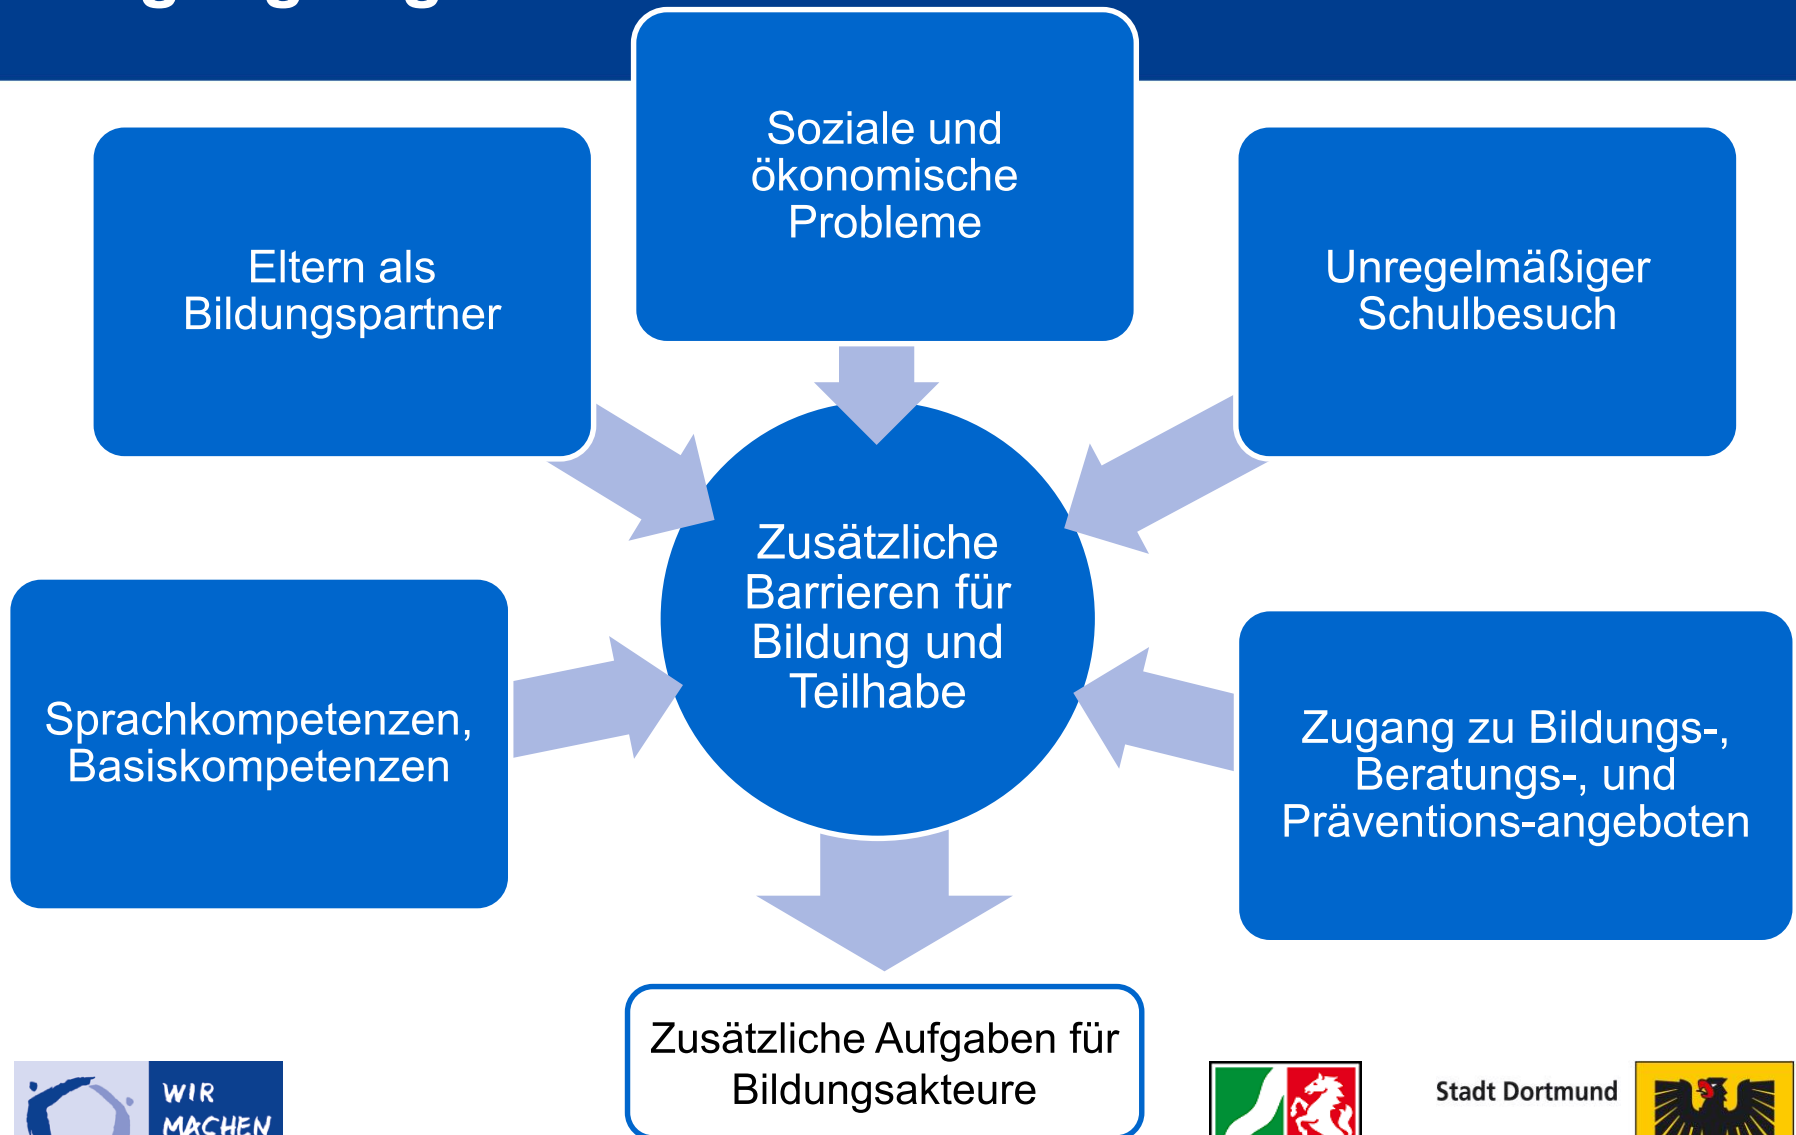 Soziale und
ökonomische
Probleme
Eltern als
Bildungspartner
Unregelmäßiger
Schulbesuch
Zusätzliche
Barrieren für
Bildung und
Teilhabe
Sprachkompetenzen,
Basiskompetenzen
Zugang zu Bildungs-,
Beratungs-, und
Präventions-angeboten
Zusätzliche Aufgaben für
Bildungsakteure
WIR
MACHEN
Stadt Dortmund